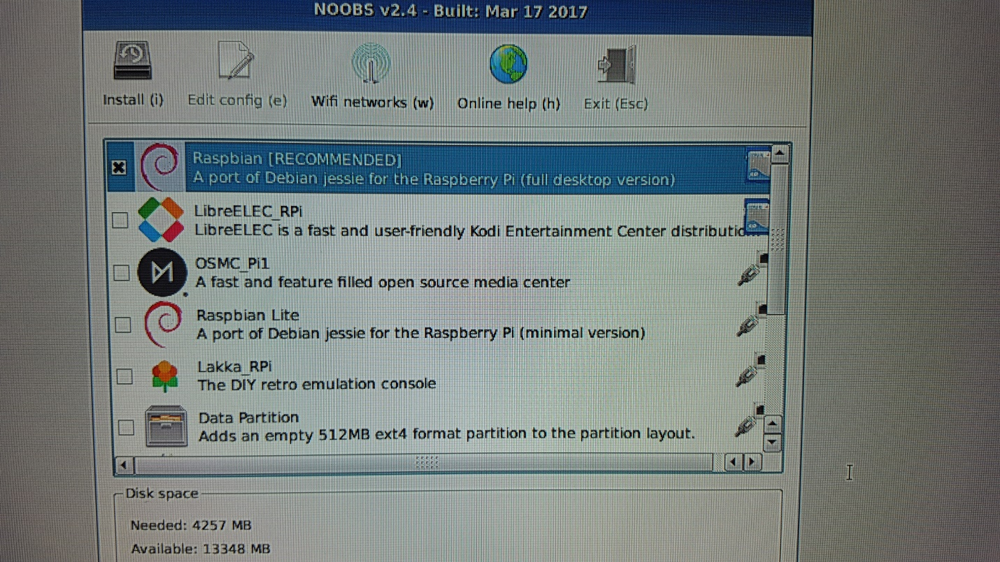 NOOBS v2.4 - Built: Mar 17 2017
Install (i)
Edit config (e)
Wifi networks (w)
Online help (h)
Exit (Esc)
Raspbian [RECOMMENDED]
A port of Debian jessie for the Raspberry Pi (full desktop version)
LibreELEC_RPi
LibreELEC is a fast and user-friendly Kodi Entertainment Center distributio...
OSMC_Pi1
A fast and feature filled open source media center
Raspbian Lite
A port of Debian jessie for the Raspberry Pi (minimal version)
Lakka_RPi
The DIY retro emulation console
Data Partition
Adds an empty 512MB ext4 format partition to the partition layout.
Disk space
Needed: 4257 MB
Available: 13348 MB